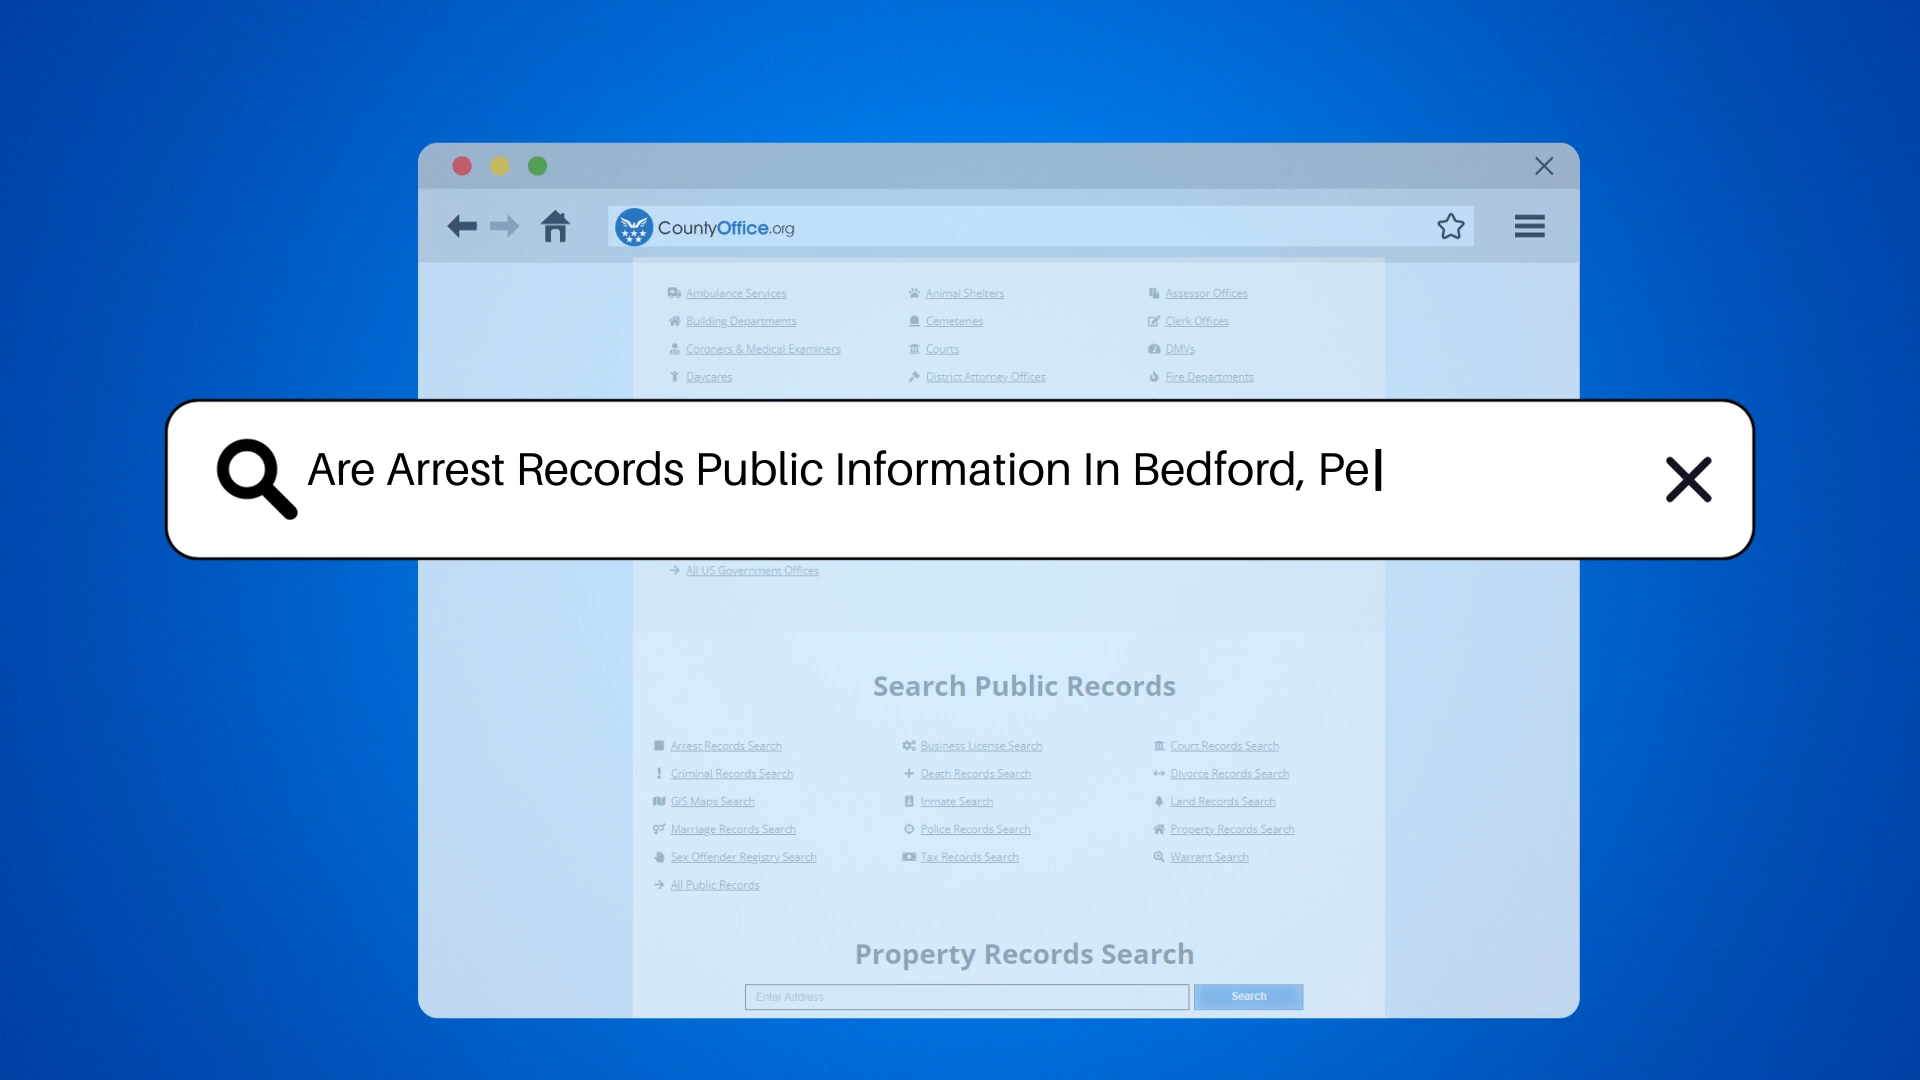 CountyOffice.org
Ambulance Services Animal Shelters Assessor Offices
Building Departments Cemeteries Clerk Offices
Coroners & Medical Examiners Courts DMVs
Daycares District Attorney Offices Fire Departments
Are Arrest Records Public Information In Bedford, Pe
All US Government Offices
Search Public Records
Arrest Records Search Business License Search Court Records Search
Criminal Records Search Death Records Search Divorce Records Search
GIS Maps Search Inmate Search Land Records Search
Marriage Records Search Police Records Search Property Records Search
Sex Offender Registry Search Tax Records Search Warrant Search
All Public Records
Property Records Search
Enter Address Search